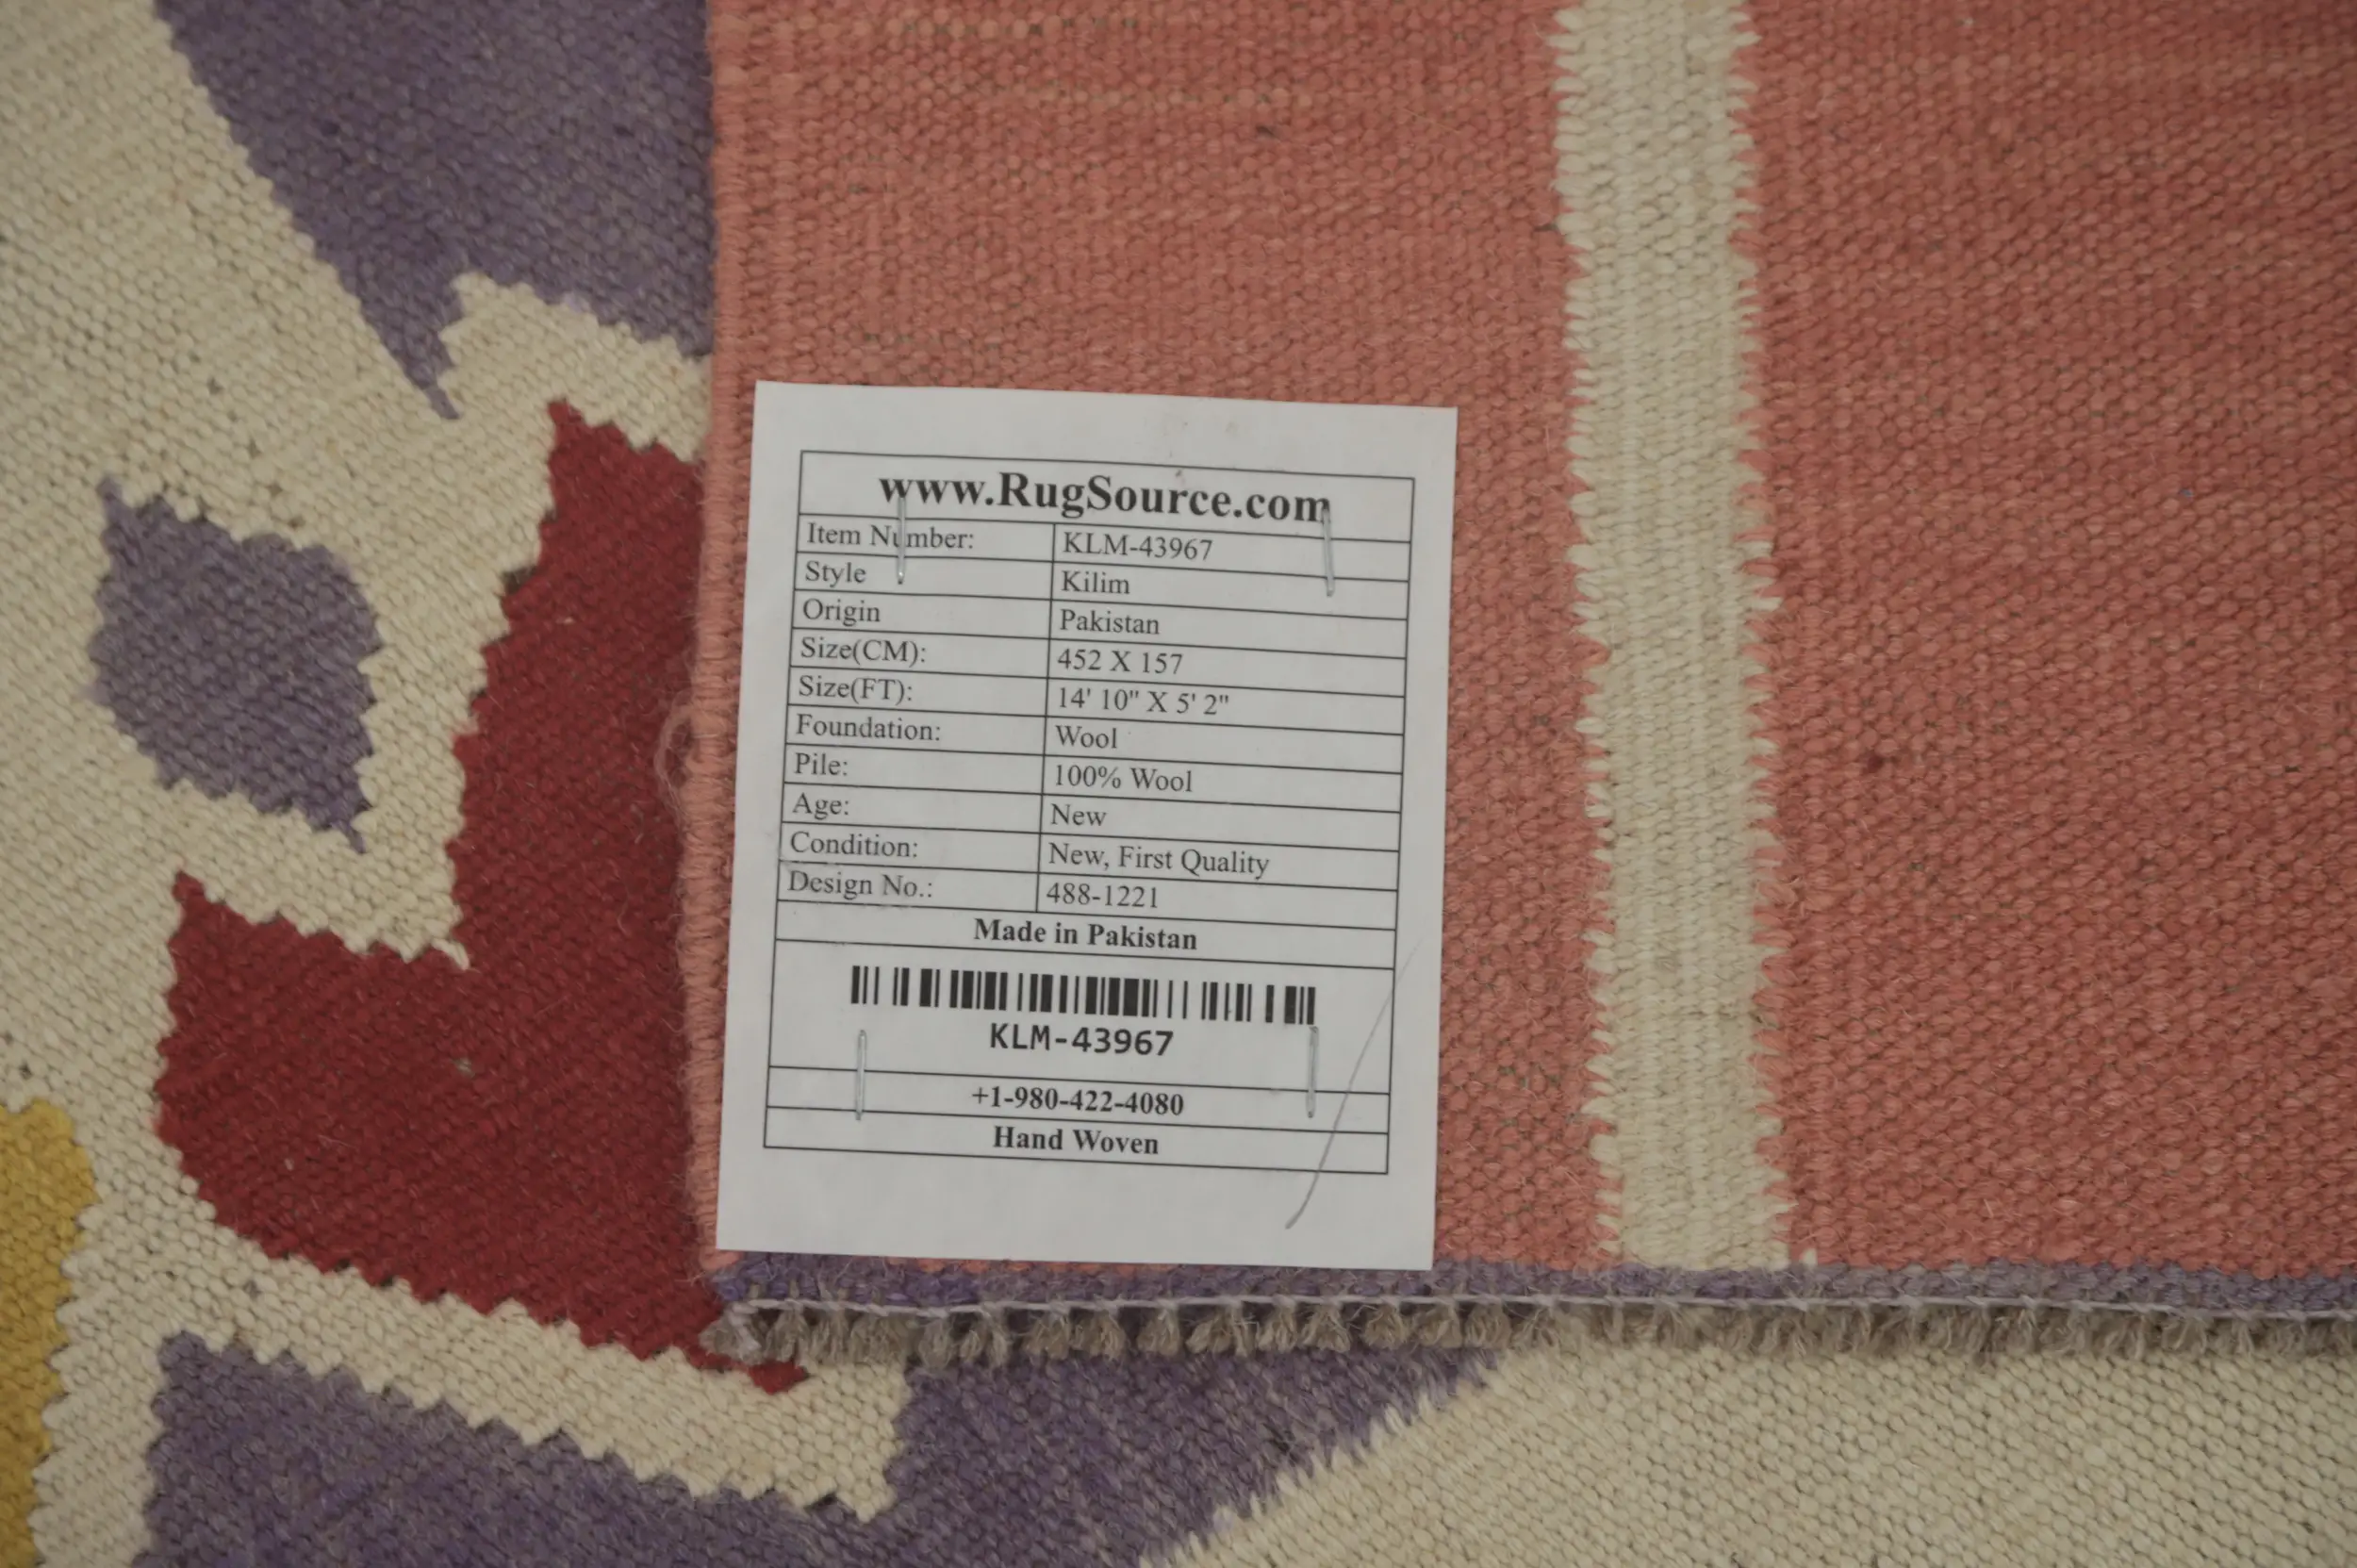 www.RugSource.com
Item Number: KLM-43967
Style Kilim
Origin Pakistan
Size(CM): 452 X 157
Size(FT): 14' 10" X 5' 2"
Foundation: Wool
Pile: 100% Wool
Age: New
Condition: New, First Quality
Design No.: 488-1221
Made in Pakistan
KLM-43967
+1-980-422-4080
Hand Woven